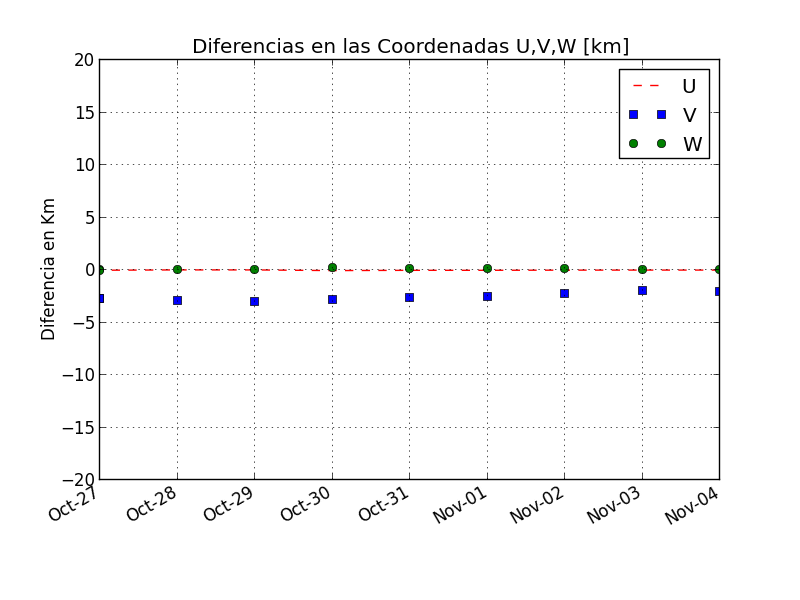 Diferencias en las Coordenadas U,V,W [km]
U
V
W
Diferencia en Km
20
15
10
5
0
−5
−10
−15
−20
Oct-27
Oct-28
Oct-29
Oct-30
Oct-31
Nov-01
Nov-02
Nov-03
Nov-04